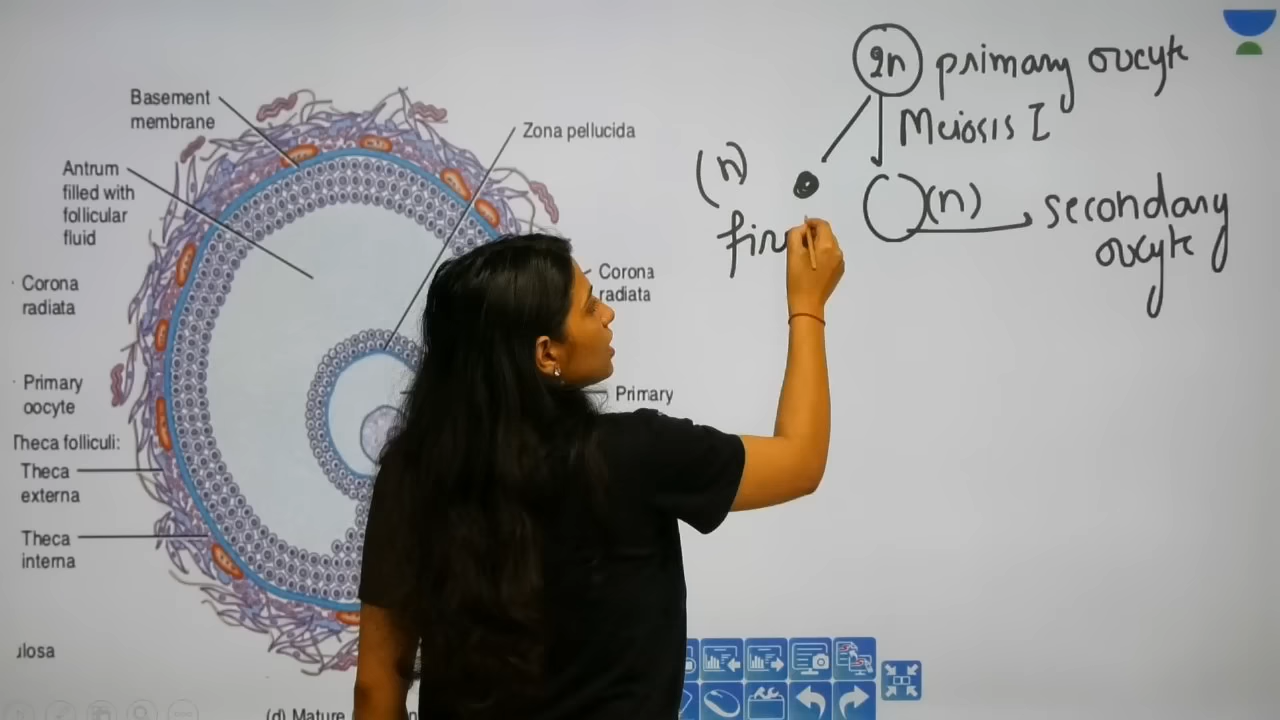 Basement
membrane
Antrum
filled with
follicular
fluid
Corona
radiata
Primary
oocyte
Theca folliculi:
Theca
externa
Theca
interna
ulosa
(d) Mature
Zona pellucida
Corona
radiata
Primary
2n primary oocyte
Meiosis I
(n)
(n) secondary
oocyte
firs